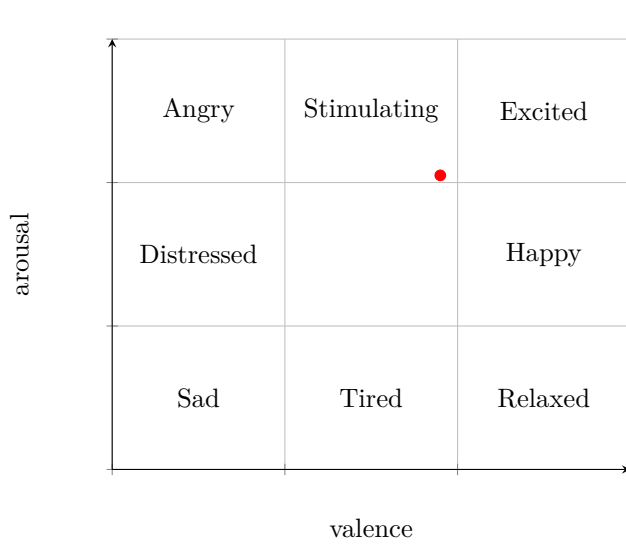 Angry Stimulating Excited
arousal
Distressed Happy
Sad Tired Relaxed
valence